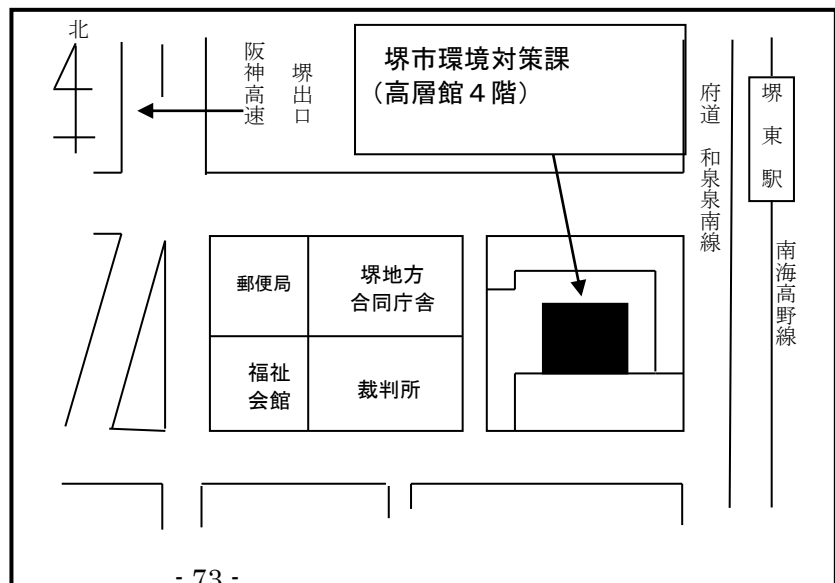 北
阪神高速
堺出口
堺市環境対策課
（高層館４階）
府道 和泉泉南線
堺東駅
南海高野線
郵便局
堺地方
合同庁舎
福祉
会館
裁判所
- 73 -